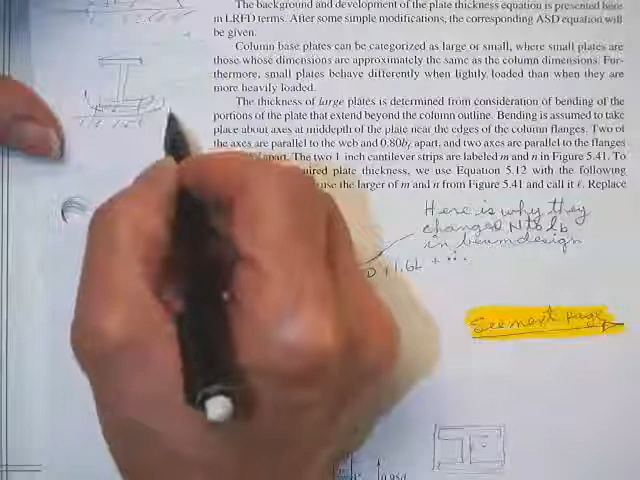 The background and development of the plate thickness equation is presented here
in LRFD terms. After some simple modifications, the corresponding ASD equation will
be given.
Column base plates can be categorized as large or small, where small plates are
those whose dimensions are approximately the same as the column dimensions. Fur-
thermore, small plates behave differently when lightly loaded than when they are
more heavily loaded.
The thickness of large plates is determined from consideration of bending of the
portions of the plate that extend beyond the column outline. Bending is assumed to
take place about axes at middepth of the plate near the edges of the column flanges. Two of
the axes are parallel to the web and 0.80bf apart, and two axes are parallel to the flanges
apart. The two 1-inch cantilever strips are labeled m and n in Figure 5.41. To
uired plate thickness, we use Equation 5.12 with the following
use the larger of m and n from Figure 5.41 and call it ℓ. Replace
Here is why they
changed N to lb
in beam design
D + 1.6L + ...
0.95d